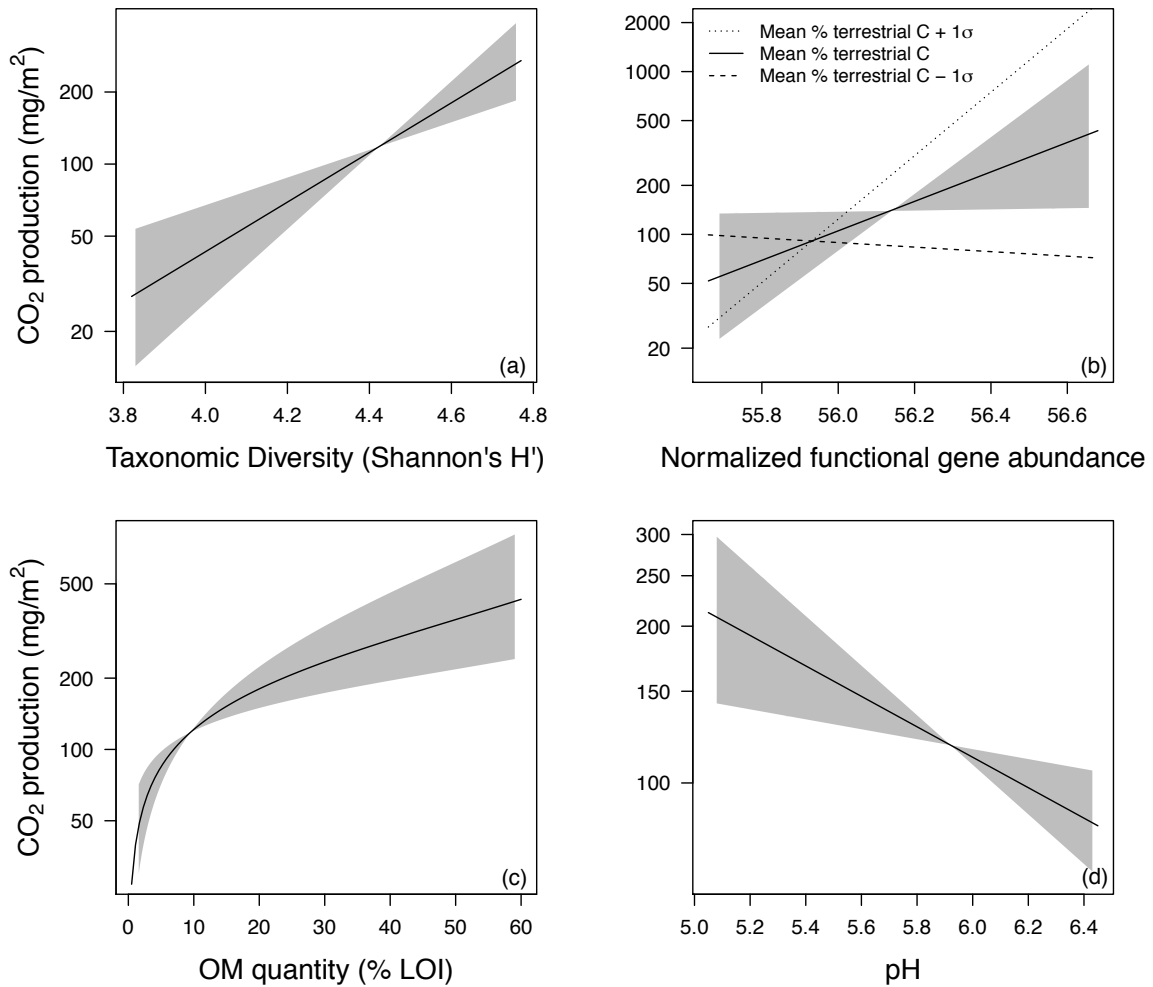 CO2 production (mg/m2)
200
100
50
20
(a)
3.8 4.0 4.2 4.4 4.6 4.8
Taxonomic Diversity (Shannon's H')
2000
1000
500
200
100
50
20
Mean % terrestrial C + 1σ
Mean % terrestrial C
Mean % terrestrial C − 1σ
(b)
55.8 56.0 56.2 56.4 56.6
Normalized functional gene abundance
CO2 production (mg/m2)
500
200
100
50
(c)
0 10 20 30 40 50 60
OM quantity (% LOI)
300
250
200
150
100
(d)
5.0 5.2 5.4 5.6 5.8 6.0 6.2 6.4
pH